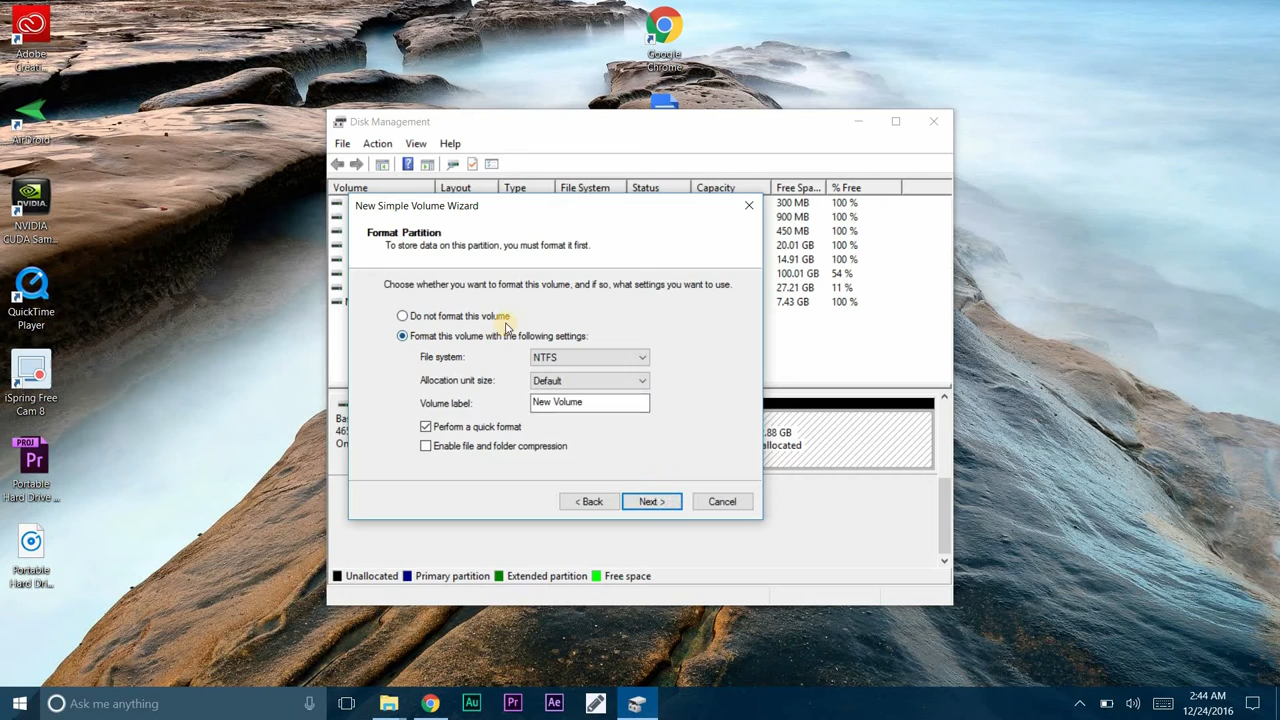 Adobe
Creati...
AirDroid
NVIDIA
CUDA Sam...
QuickTime
Player
iSpring Free
Cam 8
PROJ
Pr
Portable
Hard Drive ...
Portable
Hard Dri...
Google
Chrome
Disk Management
File Action View Help
Volume Layout Type File System Status Capacity Free Spa... % Free
300 MB 100 %
900 MB 100 %
450 MB 100 %
20.01 GB 100 %
14.91 GB 100 %
100.01 GB 54 %
27.21 GB 11 %
7.43 GB 100 %
New Simple Volume Wizard
Format Partition
To store data on this partition, you must format it first.
Choose whether you want to format this volume, and if so, what settings you want to use.
Do not format this volume
Format this volume with the following settings:
File system: NTFS
Allocation unit size: Default
Volume label: New Volume
Perform a quick format
Enable file and folder compression
< Back Next > Cancel
Ba
465
On
.88 GB
allocated
Unallocated Primary partition Extended partition Free space
Ask me anything
Au Pr Ae
2:44 AM
12/24/2016